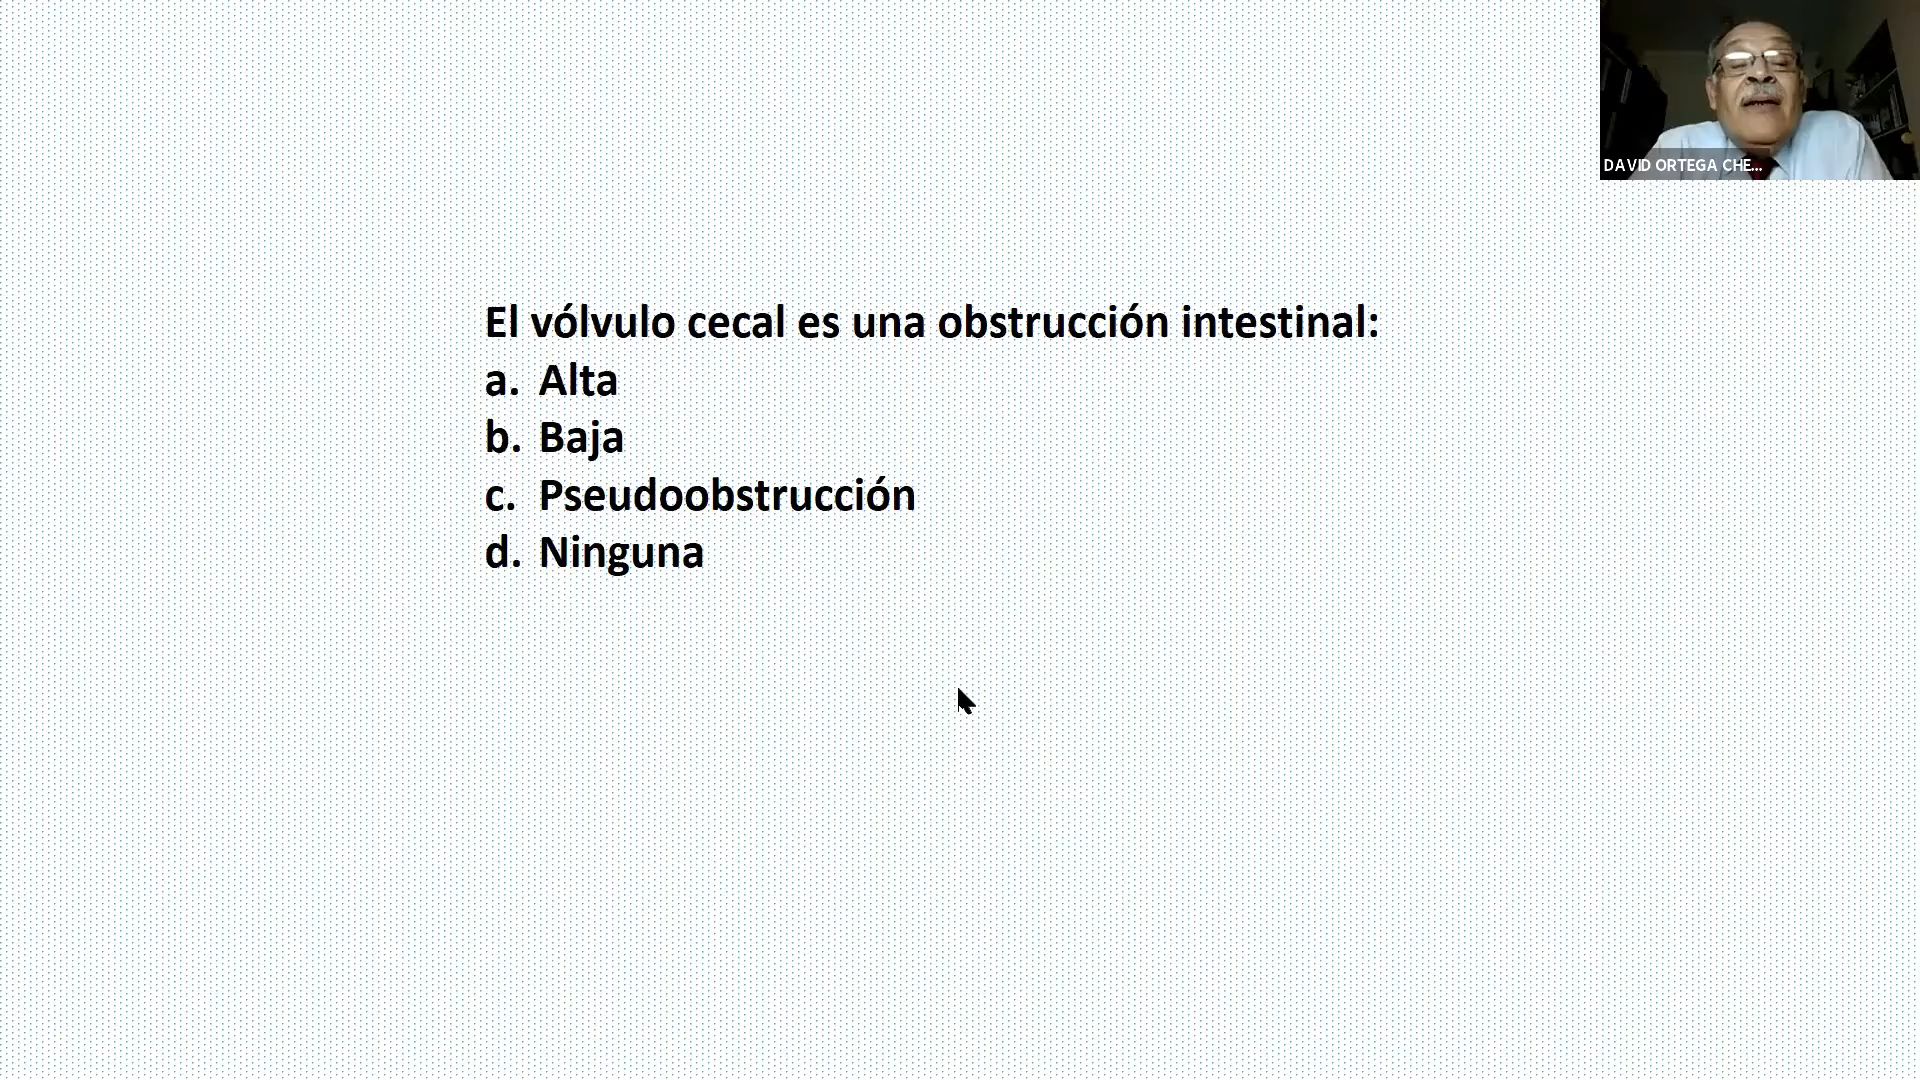 DAVID ORTEGA CHE...
El vólvulo cecal es una obstrucción intestinal:
a. Alta
b. Baja
c. Pseudoobstrucción
d. Ninguna